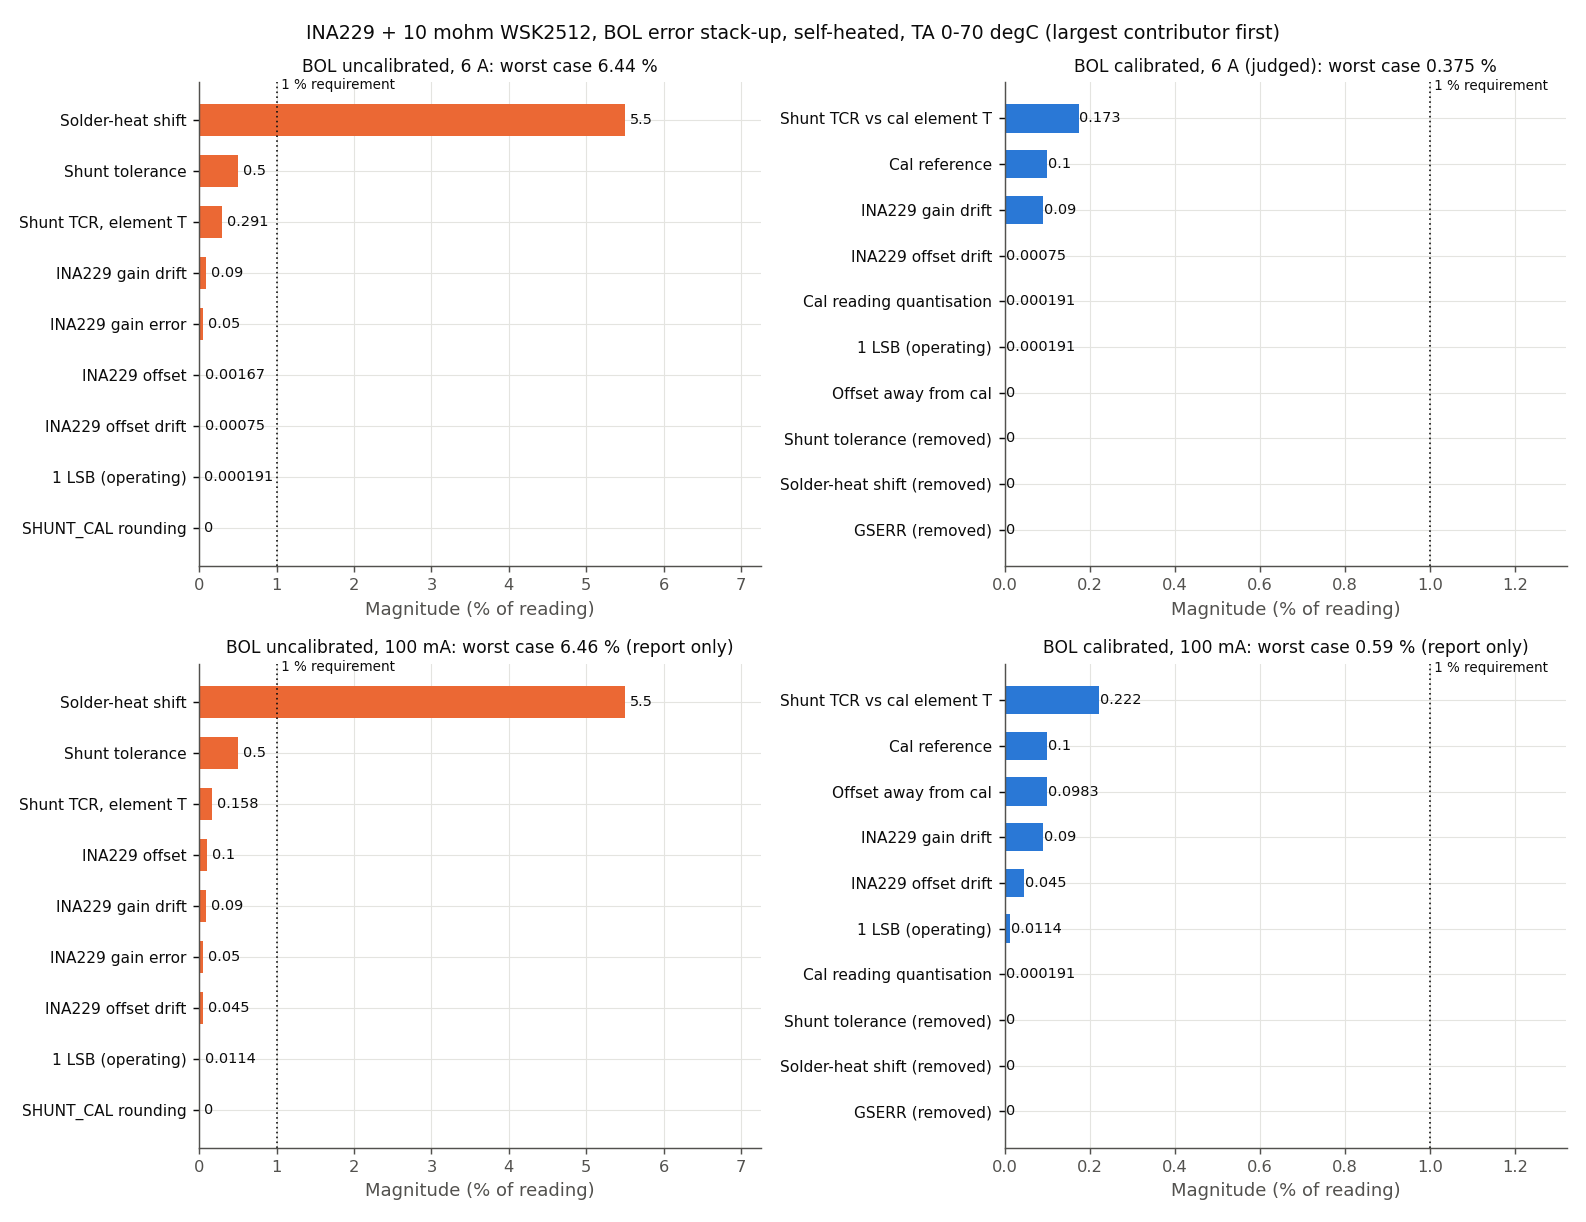 INA229 + 10 mohm WSK2512, BOL error stack-up, self-heated, TA 0-70 degC (largest contributor first)
BOL uncalibrated, 6 A: worst case 6.44 %
1 % requirement
Solder-heat shift 5.5
Shunt tolerance 0.5
Shunt TCR, element T 0.291
INA229 gain drift 0.09
INA229 gain error 0.05
INA229 offset 0.00167
INA229 offset drift 0.00075
1 LSB (operating) 0.000191
SHUNT_CAL rounding 0
0 1 2 3 4 5 6 7
Magnitude (% of reading)
BOL calibrated, 6 A (judged): worst case 0.375 %
1 % requirement
Shunt TCR vs cal element T 0.173
Cal reference 0.1
INA229 gain drift 0.09
INA229 offset drift 0.00075
Cal reading quantisation 0.000191
1 LSB (operating) 0.000191
Offset away from cal 0
Shunt tolerance (removed) 0
Solder-heat shift (removed) 0
GSERR (removed) 0
0.0 0.2 0.4 0.6 0.8 1.0 1.2
Magnitude (% of reading)
BOL uncalibrated, 100 mA: worst case 6.46 % (report only)
1 % requirement
Solder-heat shift 5.5
Shunt tolerance 0.5
Shunt TCR, element T 0.158
INA229 offset 0.1
INA229 gain drift 0.09
INA229 gain error 0.05
INA229 offset drift 0.045
1 LSB (operating) 0.0114
SHUNT_CAL rounding 0
0 1 2 3 4 5 6 7
Magnitude (% of reading)
BOL calibrated, 100 mA: worst case 0.59 % (report only)
1 % requirement
Shunt TCR vs cal element T 0.222
Cal reference 0.1
Offset away from cal 0.0983
INA229 gain drift 0.09
INA229 offset drift 0.045
1 LSB (operating) 0.0114
Cal reading quantisation 0.000191
Shunt tolerance (removed) 0
Solder-heat shift (removed) 0
GSERR (removed) 0
0.0 0.2 0.4 0.6 0.8 1.0 1.2
Magnitude (% of reading)